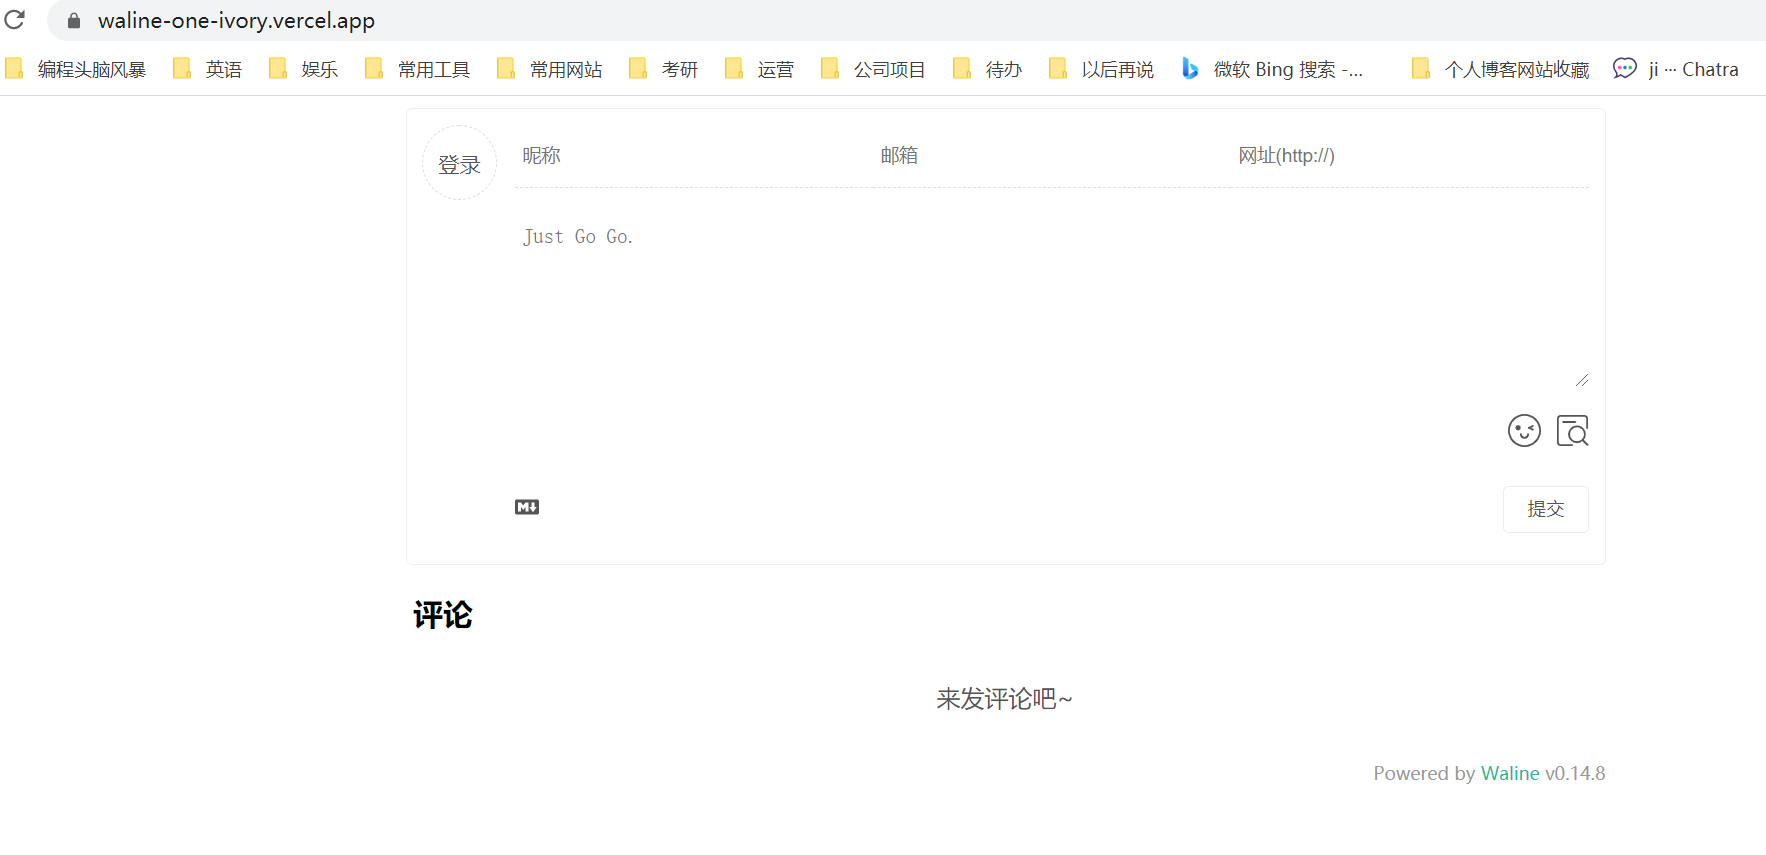 waline-one-ivory.vercel.app
编程头脑风暴 英语 娱乐 常用工具 常用网站 考研 运营 公司项目 待办 以后再说 微软 Bing 搜索 -... 个人博客网站收藏 ji ··· Chatra
登录 昵称 邮箱 网址(http://)
Just Go Go.
M↓ 提交
评论
来发评论吧~
Powered by Waline v0.14.8